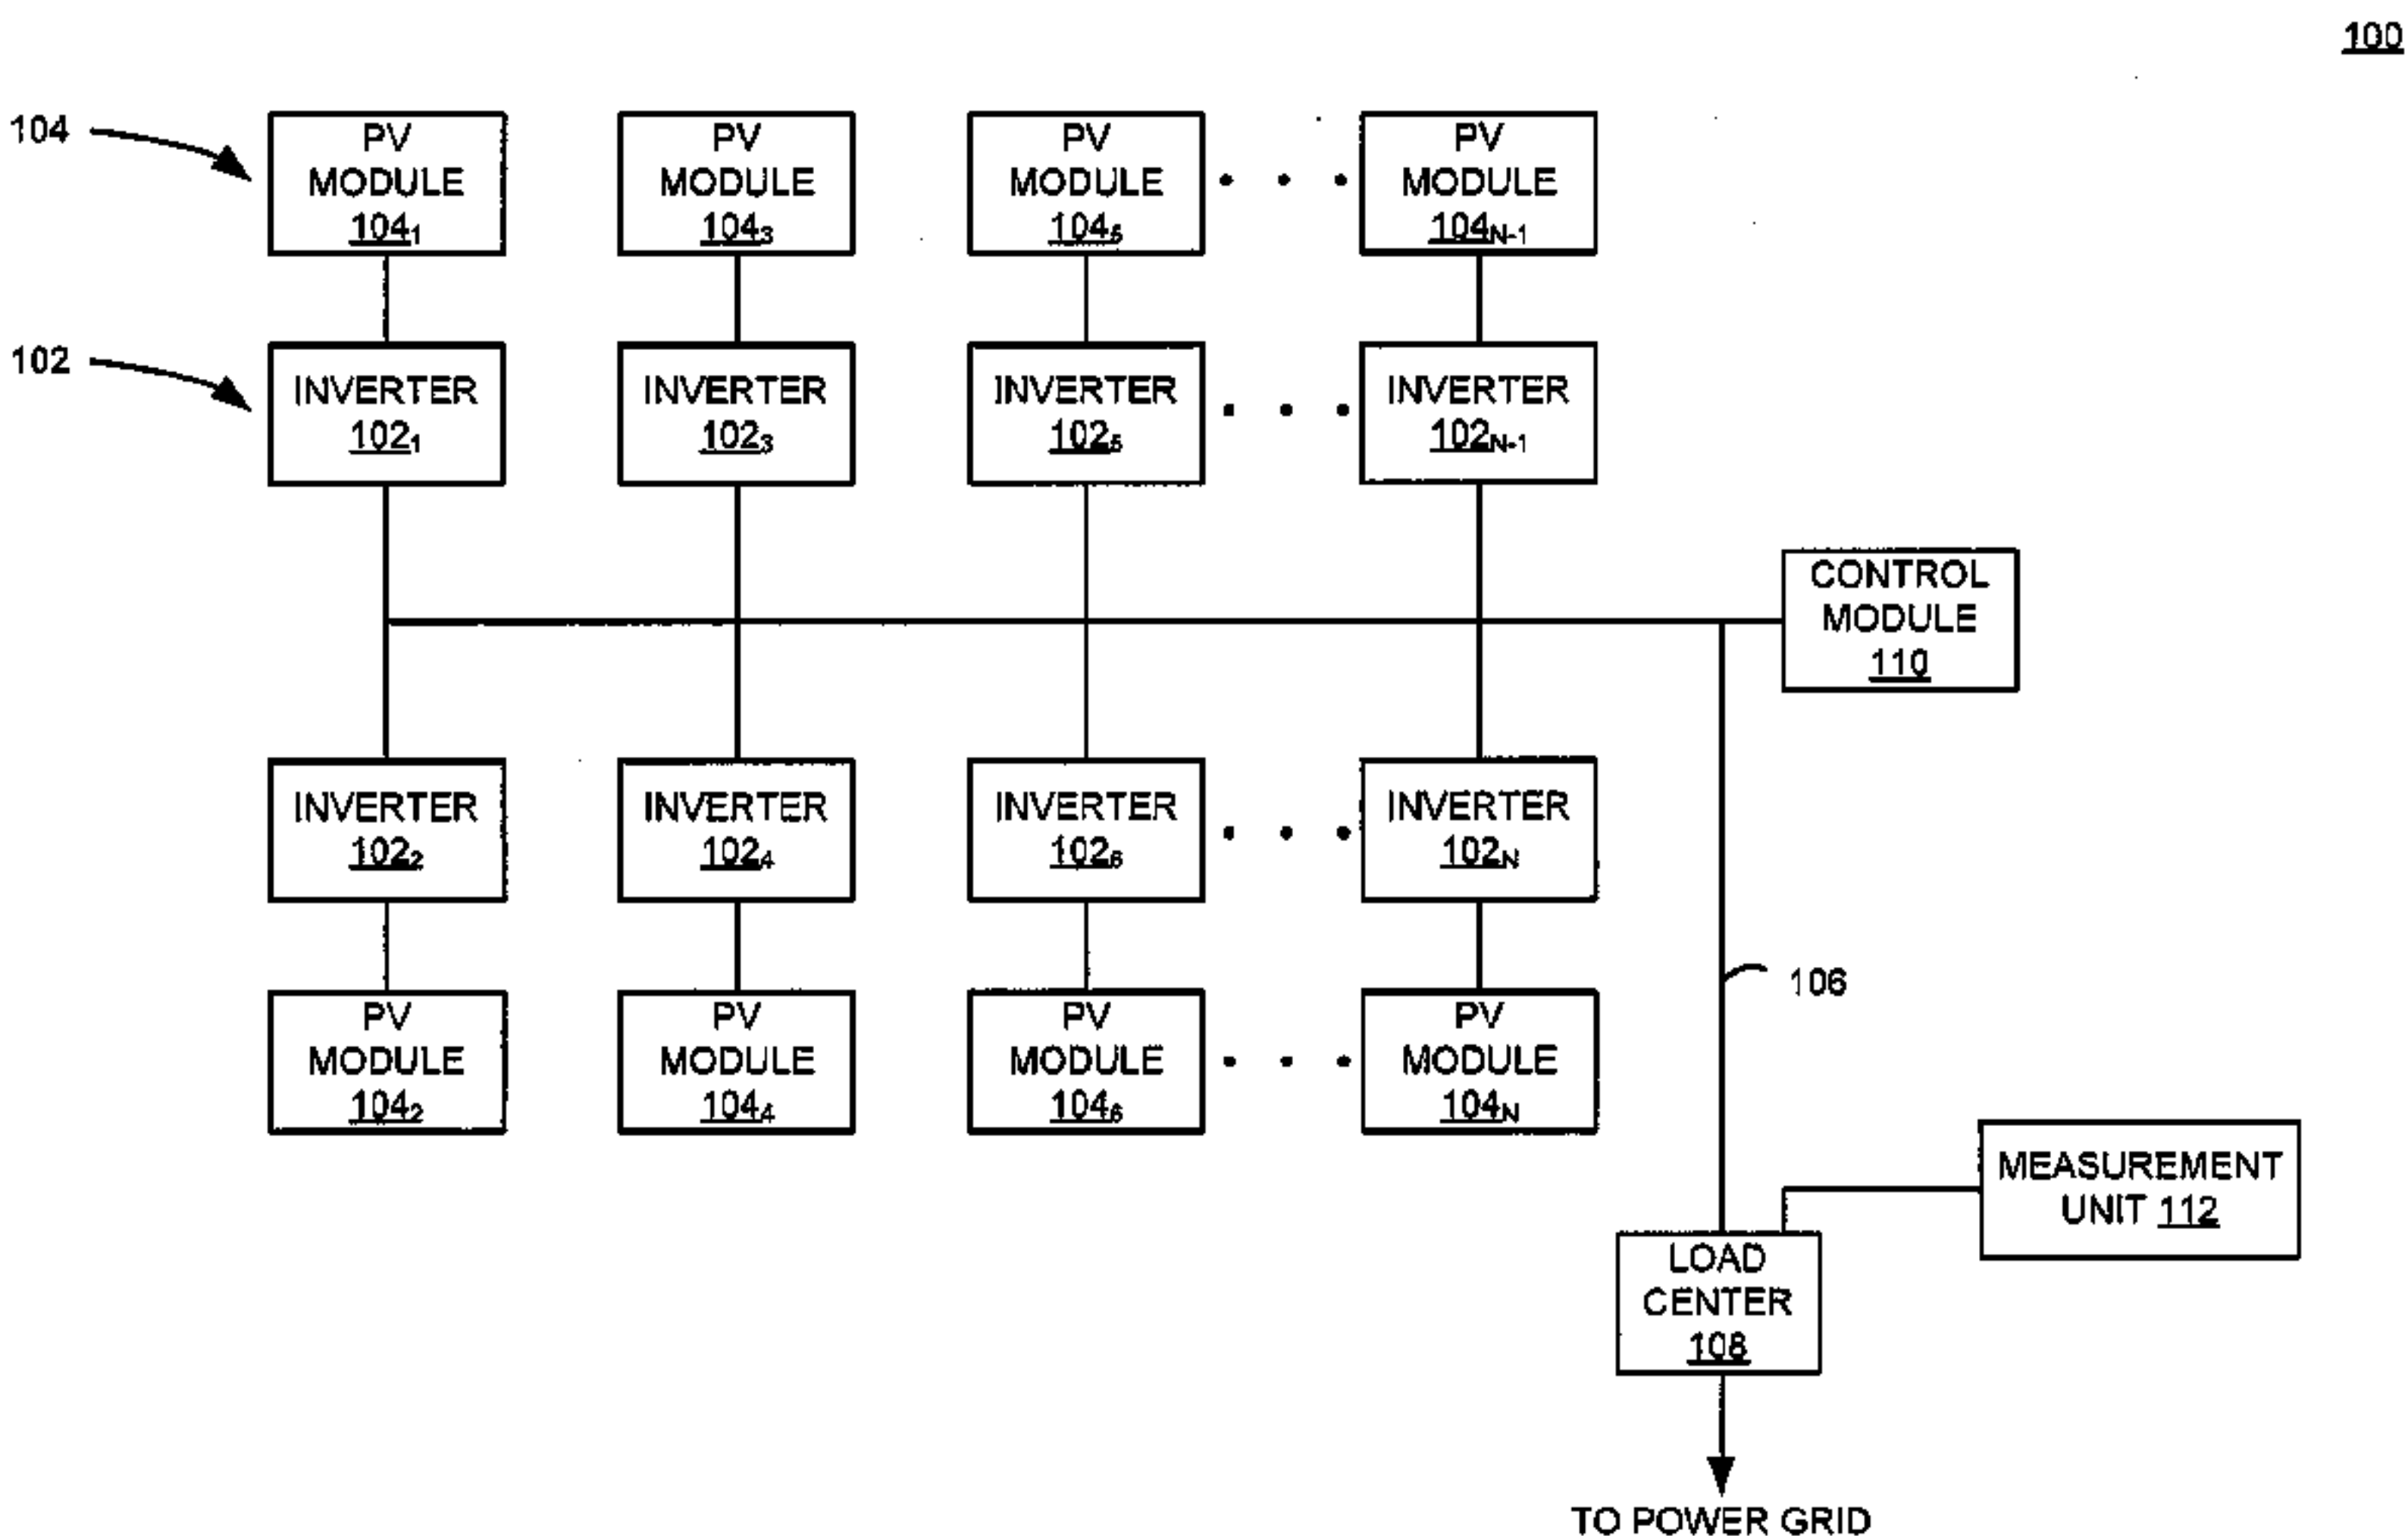 100
104
PV
MODULE
104₁
PV
MODULE
104₃
PV
MODULE
104₅
PV
MODULE
104N-1
102
INVERTER
102₁
INVERTER
102₃
INVERTER
102₅
INVERTER
102N-1
CONTROL
MODULE
110
INVERTER
102₂
INVERTER
102₄
INVERTER
102₆
INVERTER
102N
106
PV
MODULE
104₂
PV
MODULE
104₄
PV
MODULE
104₆
PV
MODULE
104N
MEASUREMENT
UNIT 112
LOAD
CENTER
108
TO POWER GRID